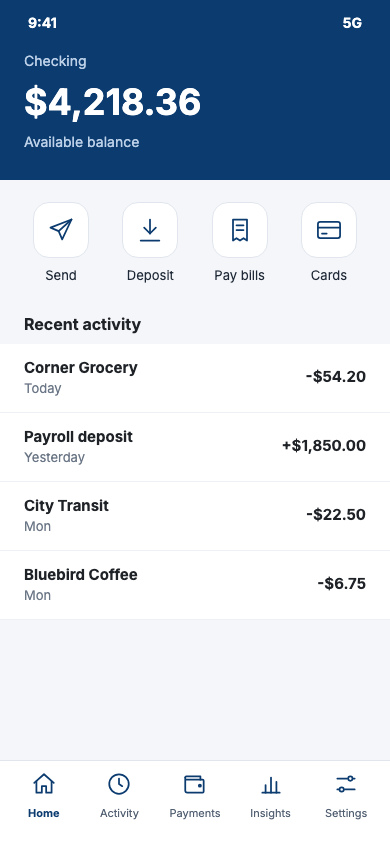 9:41 5G
Checking
$4,218.36
Available balance
Send Deposit Pay bills Cards
Recent activity
Corner Grocery
Today
-$54.20
Payroll deposit
Yesterday
+$1,850.00
City Transit
Mon
-$22.50
Bluebird Coffee
Mon
-$6.75
Home Activity Payments Insights Settings